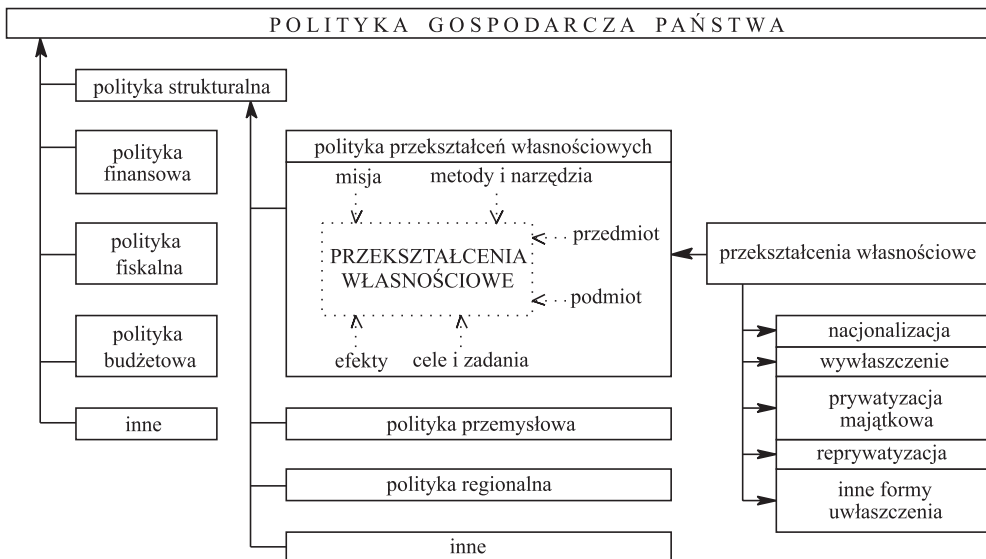 POLITYKA GOSPODARCZA PAŃSTWA
polityka strukturalna
polityka
finansowa
polityka
fiskalna
polityka
budżetowa
inne
polityka przekształceń własnościowych
misja
metody i narzędzia
przedmiot
PRZEKSZTAŁCENIA
WŁASNOŚCIOWE
podmiot
efekty
cele i zadania
polityka przemysłowa
polityka regionalna
inne
przekształcenia własnościowe
nacjonalizacja
wywłaszczenie
prywatyzacja
majątkowa
reprywatyzacja
inne formy
uwłaszczenia